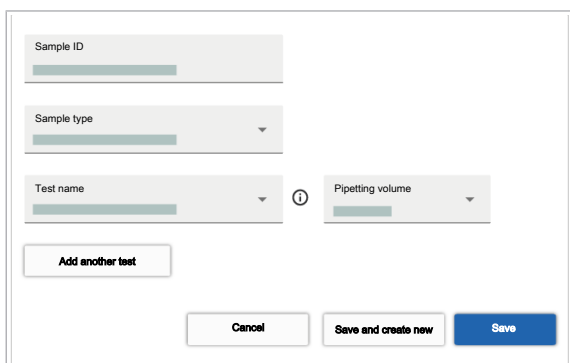 Sample ID
Sample type
Test name
Pipetting volume
Add another test
Cancel
Save and create new
Save